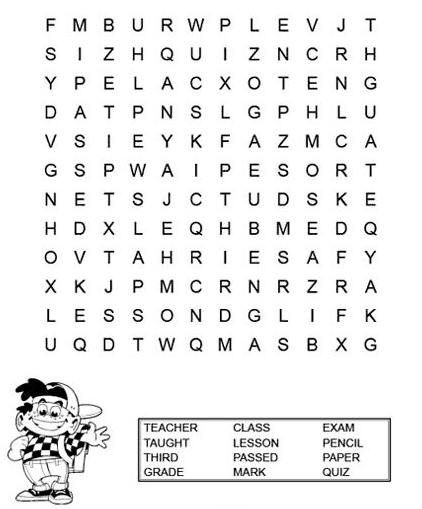 F M B U R W P L E V J T
S I Z H Q U I Z N C R H
Y P E L A C X O T E N G
D A T P N S L G P H L U
V S I E Y K F A Z M C A
G S P W A I P E S O R T
N E T S J C T U D S K E
H D X L E Q H B M E D Q
O V T A H R I E S A F Y
X K J P M C R N R Z R A
L E S S O N D G L I F K
U Q D T W Q M A S B X G
TEACHER CLASS EXAM
TAUGHT LESSON PENCIL
THIRD PASSED PAPER
GRADE MARK QUIZ